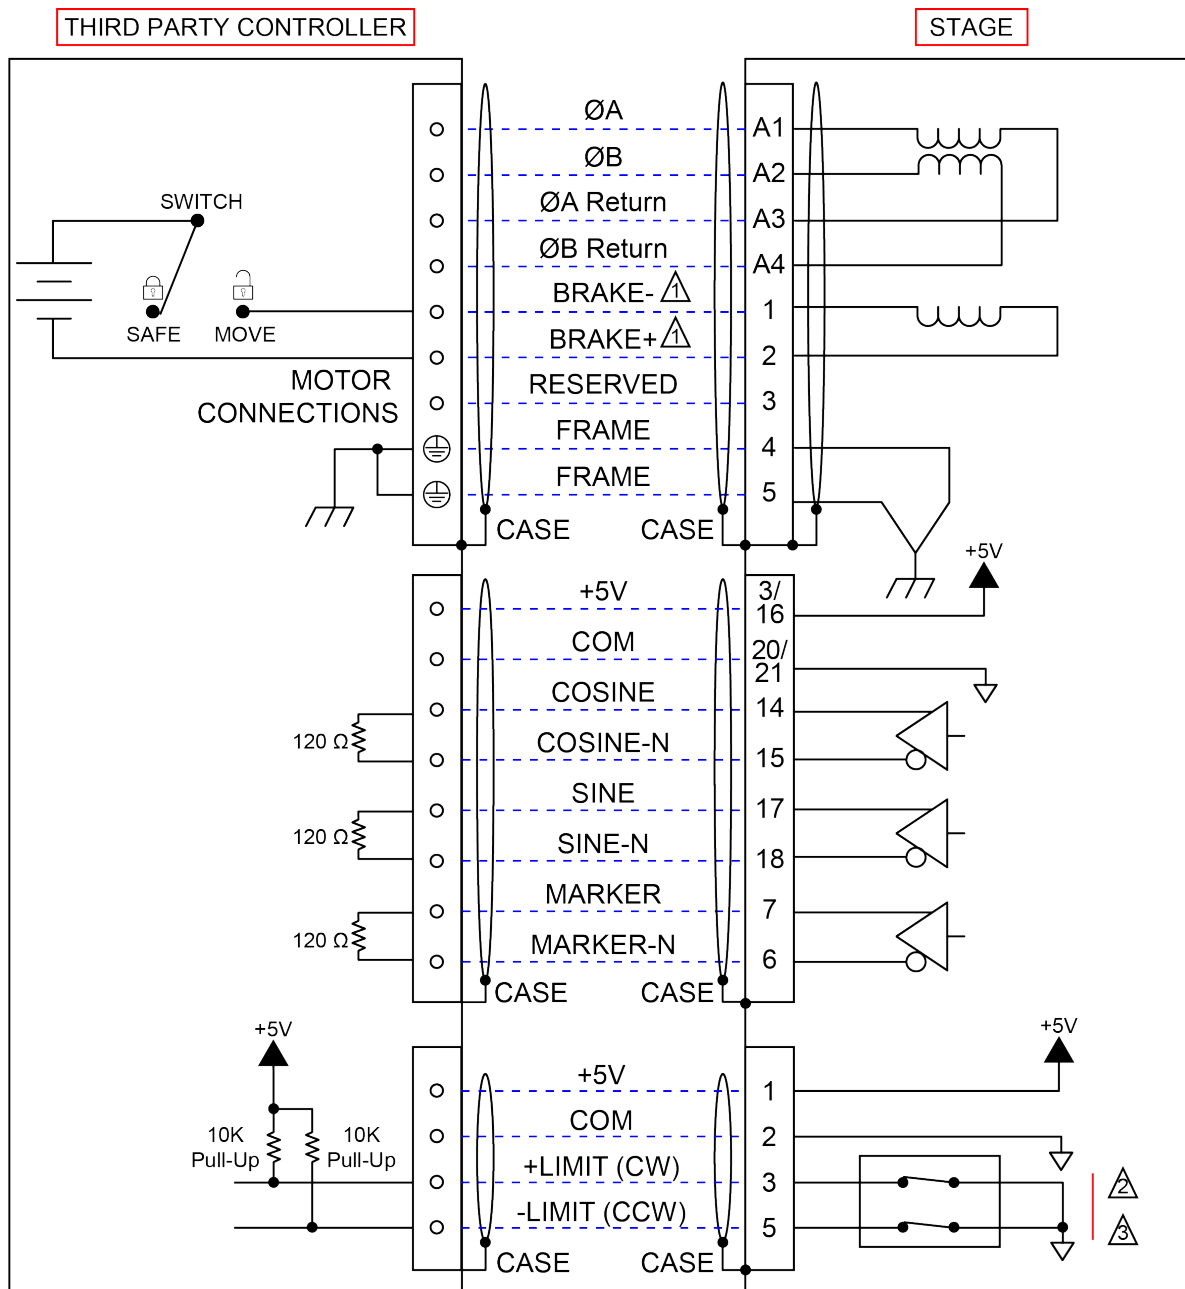 THIRD PARTY CONTROLLER
STAGE
ØA
A1
ØB
A2
SWITCH
ØA Return
A3
ØB Return
A4
BRAKE- 1
1
SAFE
MOVE
BRAKE+ 1
2
MOTOR
CONNECTIONS
RESERVED
3
FRAME
4
FRAME
5
CASE
CASE
+5V
+5V
3/
16
COM
20/
21
COSINE
14
120 Ω
COSINE-N
15
SINE
17
120 Ω
SINE-N
18
MARKER
7
120 Ω
MARKER-N
6
CASE
CASE
+5V
+5V
+5V
1
10K
Pull-Up
10K
Pull-Up
COM
2
+LIMIT (CW)
3
2
-LIMIT (CCW)
5
3
CASE
CASE